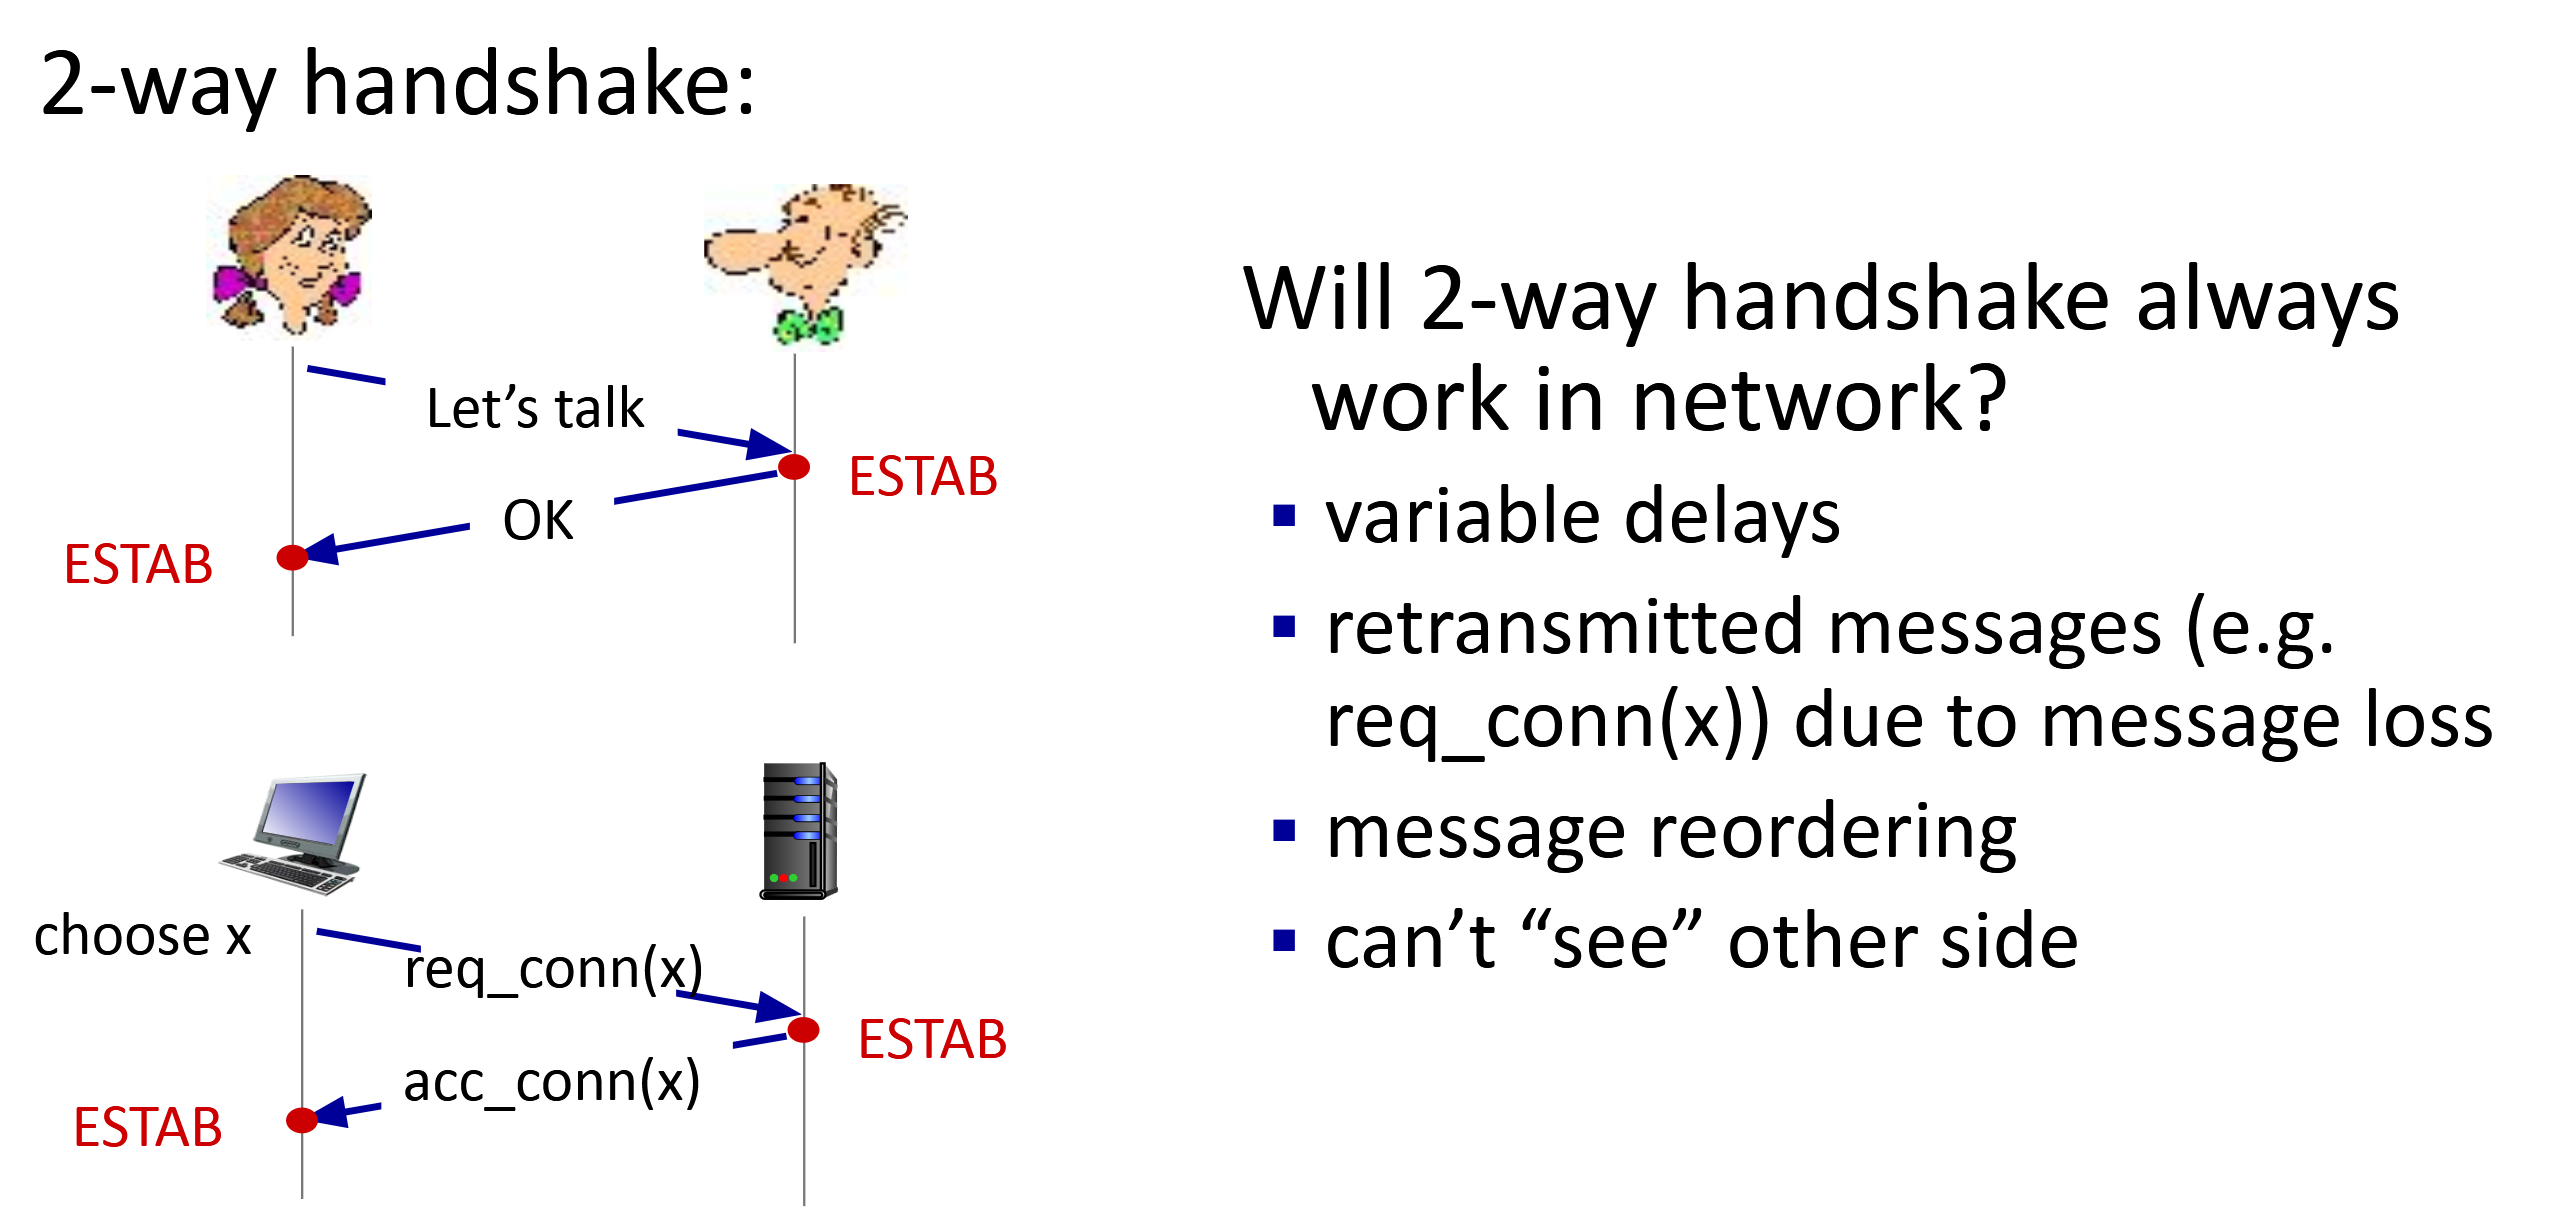 2-way handshake:
Let’s talk
ESTAB
OK
ESTAB
choose x
req_conn(x)
ESTAB
acc_conn(x)
ESTAB
Will 2-way handshake always
work in network?
▪ variable delays
▪ retransmitted messages (e.g.
req_conn(x)) due to message loss
▪ message reordering
▪ can’t “see” other side